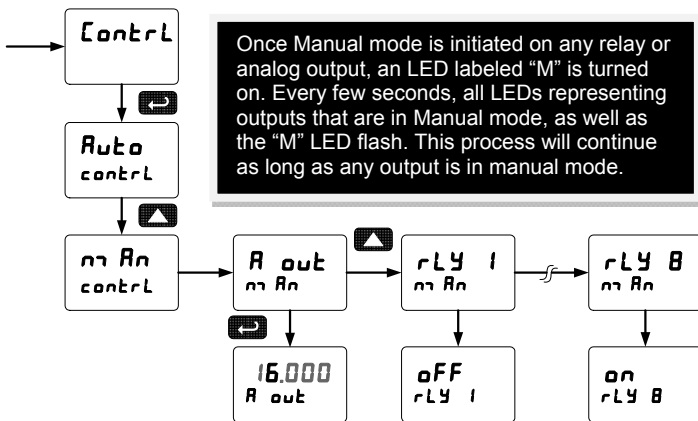 Contrl
Once Manual mode is initiated on any relay or
analog output, an LED labeled “M” is turned
on. Every few seconds, all LEDs representing
outputs that are in Manual mode, as well as
the “M” LED flash. This process will continue
as long as any output is in manual mode.
Auto
contrl
mAn
contrl
A out
mAn
rLY 1
mAn
rLY 8
mAn
16.000
A out
oFF
rLY 1
on
rLY 8